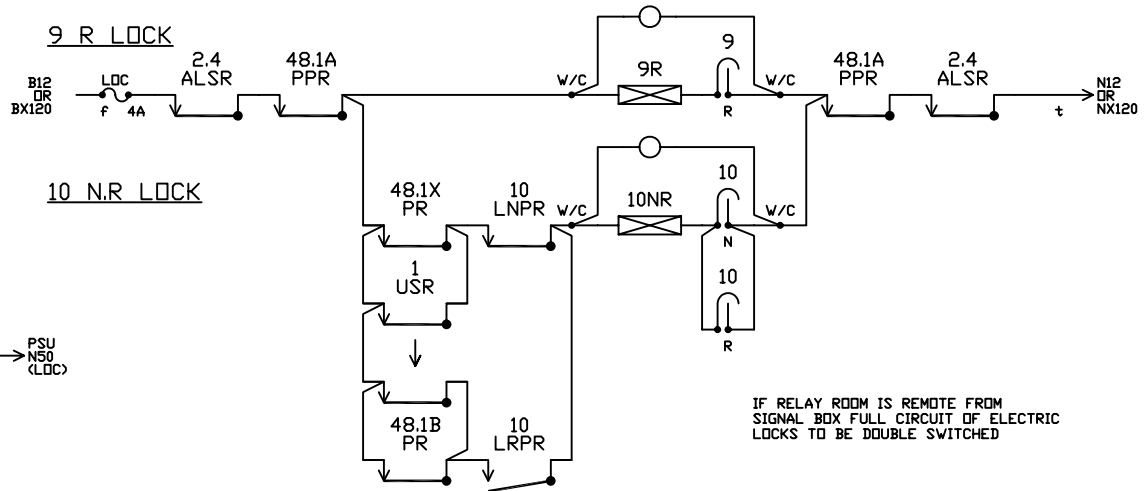 9 R LOCK
B12
OR
BX120
LOC
f 4A
2.4
ALSR
48.1A
PPR
W/C
9R
9
R
W/C
48.1A
PPR
2.4
ALSR
t
N12
OR
NX120
10 N.R LOCK
48.1X
PR
10
LNPR
W/C
10NR
10
N
W/C
1
USR
10
R
PSU
N50
(LOC)
48.1B
PR
10
LRPR
IF RELAY ROOM IS REMOTE FROM
SIGNAL BOX FULL CIRCUIT OF ELECTRIC
LOCKS TO BE DOUBLE SWITCHED